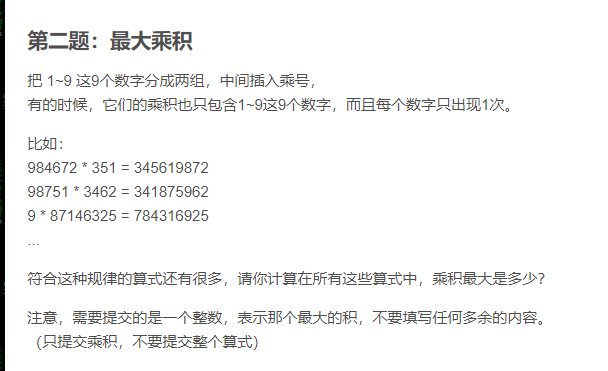 第二题：最大乘积
把 1~9 这9个数字分成两组，中间插入乘号，
有的时候，它们的乘积也只包含1~9这9个数字，而且每个数字只出现1次。
比如：
984672 * 351 = 345619872
98751 * 3462 = 341875962
9 * 87146325 = 784316925
...
符合这种规律的算式还有很多，请你计算在所有这些算式中，乘积最大是多少？
注意，需要提交的是一个整数，表示那个最大的积，不要填写任何多余的内容。
（只提交乘积，不要提交整个算式）